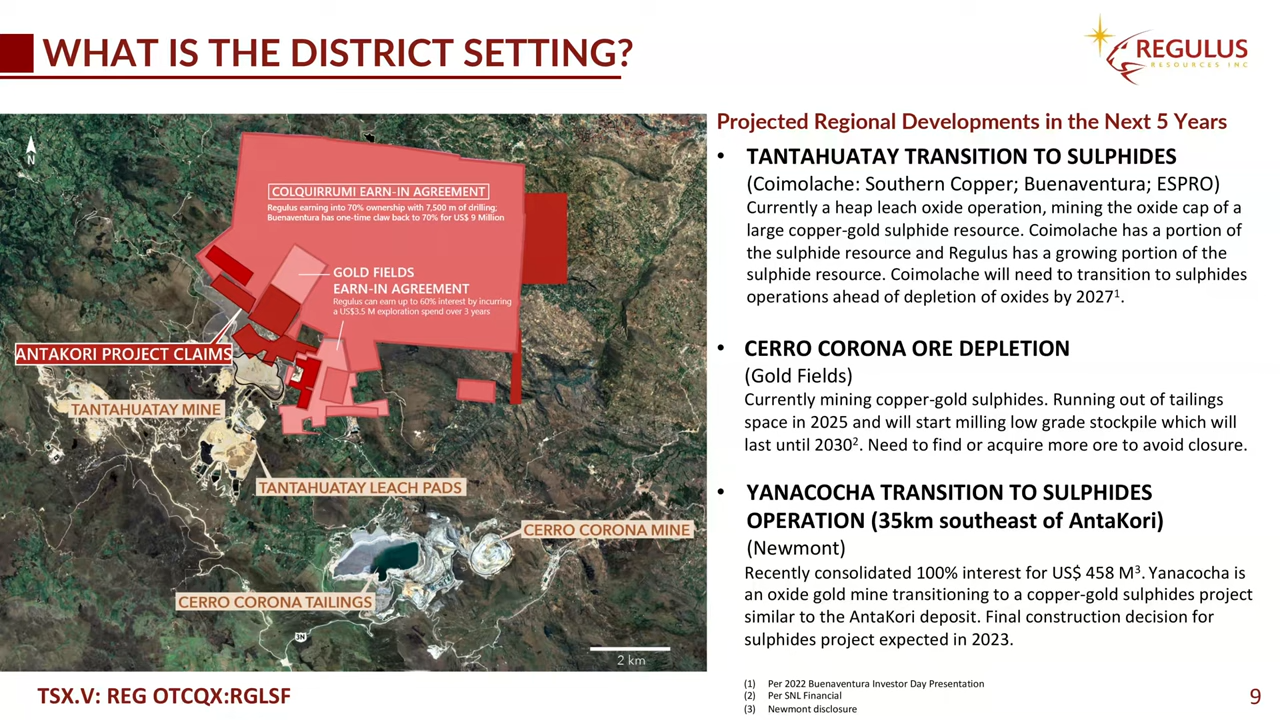 WHAT IS THE DISTRICT SETTING?
REGULUS
RESOURCES INC
N
COLQUIRRUMI EARN-IN AGREEMENT
Regulus earning into 70% ownership with 7,500 m of drilling;
Buenaventura has one-time claw back to 70% for US$ 9 Million
GOLD FIELDS
EARN-IN AGREEMENT
Regulus can earn up to 60% interest by incurring
a US$3.5 M exploration spend over 3 years
ANTAKORI PROJECT CLAIMS
TANTAHUATAY MINE
TANTAHUATAY LEACH PADS
CERRO CORONA MINE
CERRO CORONA TAILINGS
3N
2 km
Projected Regional Developments in the Next 5 Years
• TANTAHUATAY TRANSITION TO SULPHIDES
(Coimolache: Southern Copper; Buenaventura; ESPRO)
Currently a heap leach oxide operation, mining the oxide cap of a
large copper-gold sulphide resource. Coimolache has a portion of
the sulphide resource and Regulus has a growing portion of the
sulphide resource. Coimolache will need to transition to sulphides
operations ahead of depletion of oxides by 2027¹.
• CERRO CORONA ORE DEPLETION
(Gold Fields)
Currently mining copper-gold sulphides. Running out of tailings
space in 2025 and will start milling low grade stockpile which will
last until 2030². Need to find or acquire more ore to avoid closure.
• YANACOCHA TRANSITION TO SULPHIDES
OPERATION (35km southeast of AntaKori)
(Newmont)
Recently consolidated 100% interest for US$ 458 M³. Yanacocha is
an oxide gold mine transitioning to a copper-gold sulphides project
similar to the AntaKori deposit. Final construction decision for
sulphides project expected in 2023.
TSX.V: REG OTCQX:RGLSF
(1) Per 2022 Buenaventura Investor Day Presentation
(2) Per SNL Financial
(3) Newmont disclosure
9